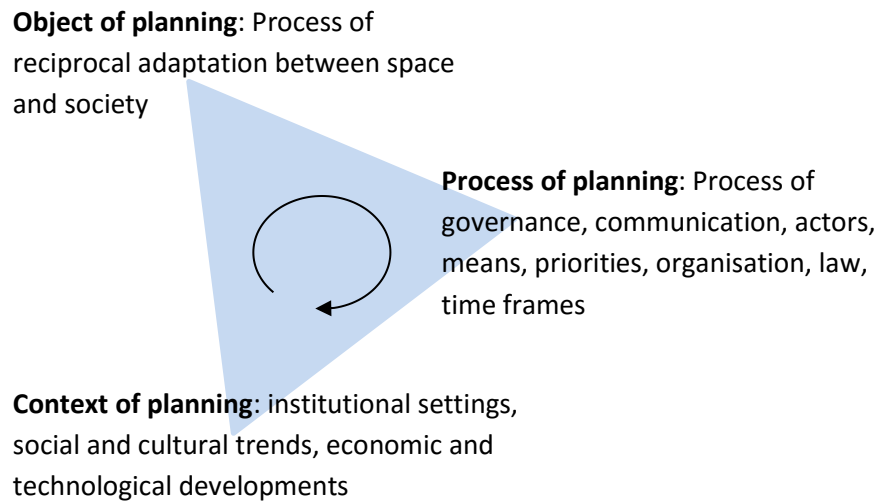 Object of planning: Process of
reciprocal adaptation between space
and society
Process of planning: Process of
governance, communication, actors,
means, priorities, organisation, law,
time frames
Context of planning: institutional settings,
social and cultural trends, economic and
technological developments